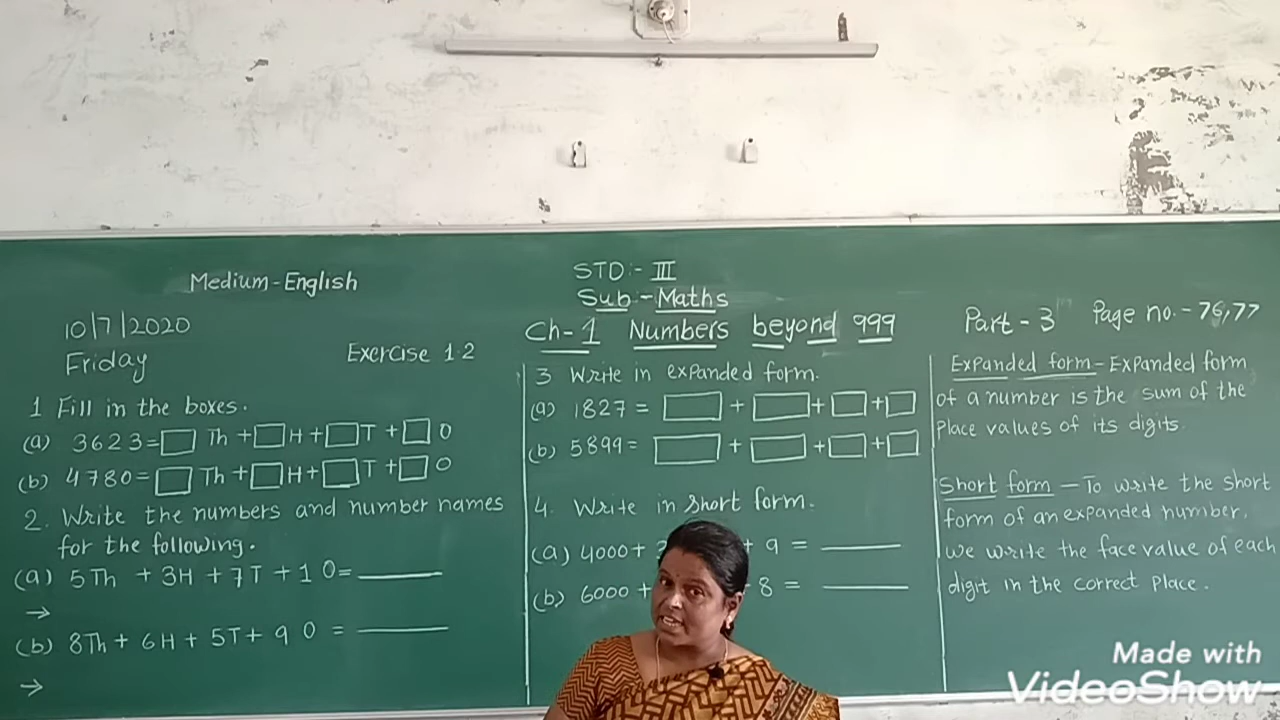 Medium-English
STD:- III
Sub:- Maths
10/7/2020
Friday
Exercise 1.2
Ch-1 Numbers beyond 999
Part-3 Page no.-76,77
1 Fill in the boxes.
(a) 3623=□ Th +□H+□T +□O
(b) 4780=□ Th +□H+□T +□O
2. Write the numbers and number names
for the following.
(a) 5Th +3H+7T+1O=______
→
(b) 8Th+6H+5T+9O =______
→
3 Write in expanded form.
(a) 1827 = □ + □+□+□
(b) 5899= □ + □+□+□
4. Write in short form.
(a) 4000+ + 9 = ______
(b) 6000+ 8 = ______
Expanded form-Expanded form
of a number is the sum of the
Place values of its digits.
Short form -To write the short
form of an expanded number,
we write the face value of each
digit in the correct place.
Made with
VideoShow